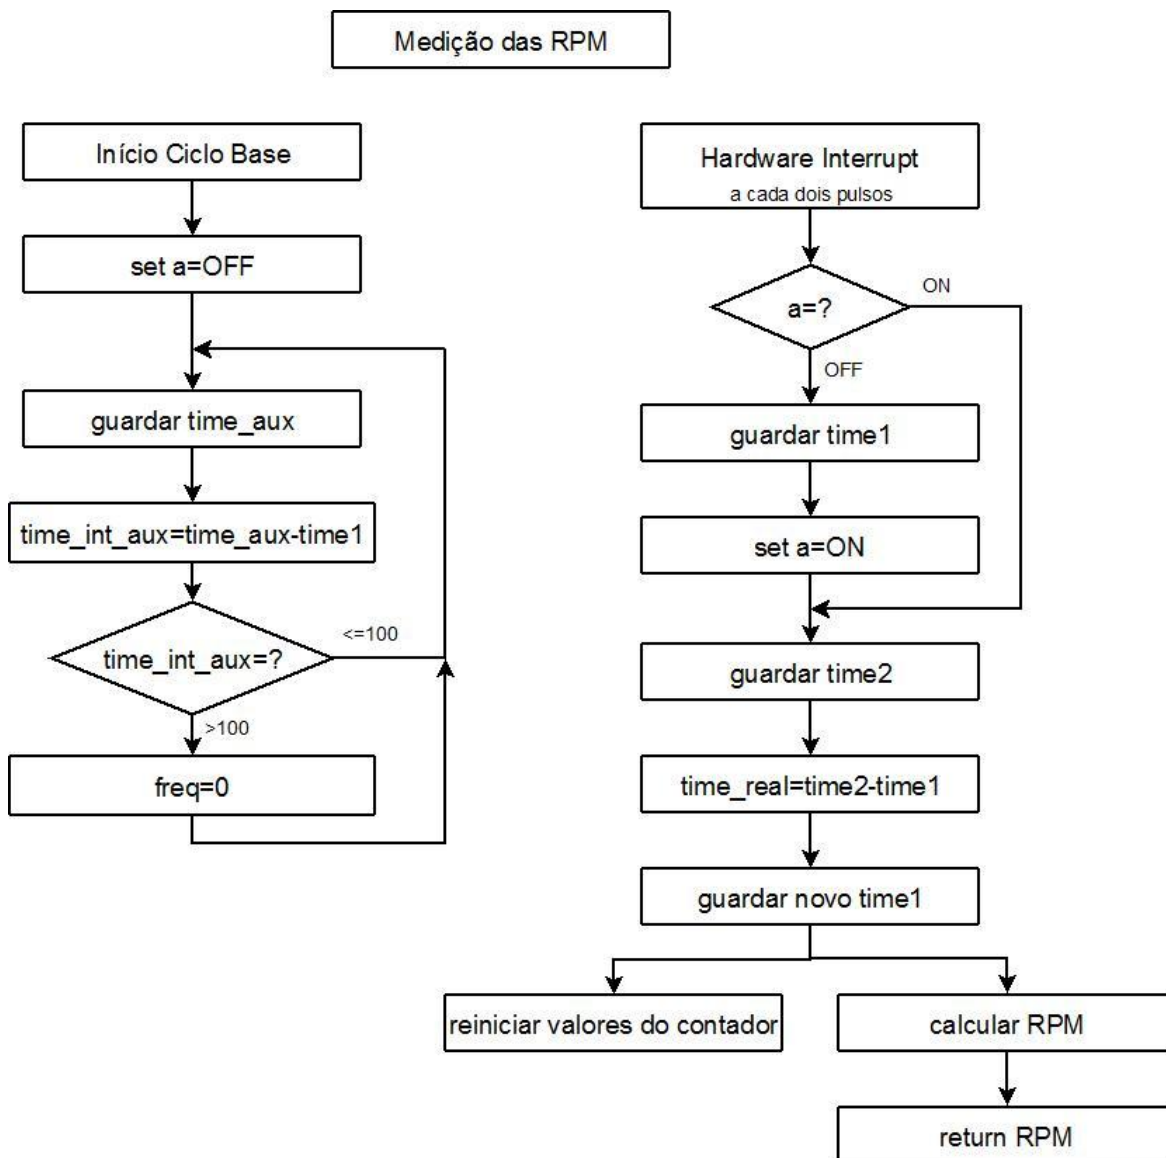 Medição das RPM
Início Ciclo Base
set a=OFF
guardar time_aux
time_int_aux=time_aux-time1
time_int_aux=?
<=100
>100
freq=0
Hardware Interrupt
a cada dois pulsos
a=?
ON
OFF
guardar time1
set a=ON
guardar time2
time_real=time2-time1
guardar novo time1
reiniciar valores do contador
calcular RPM
return RPM